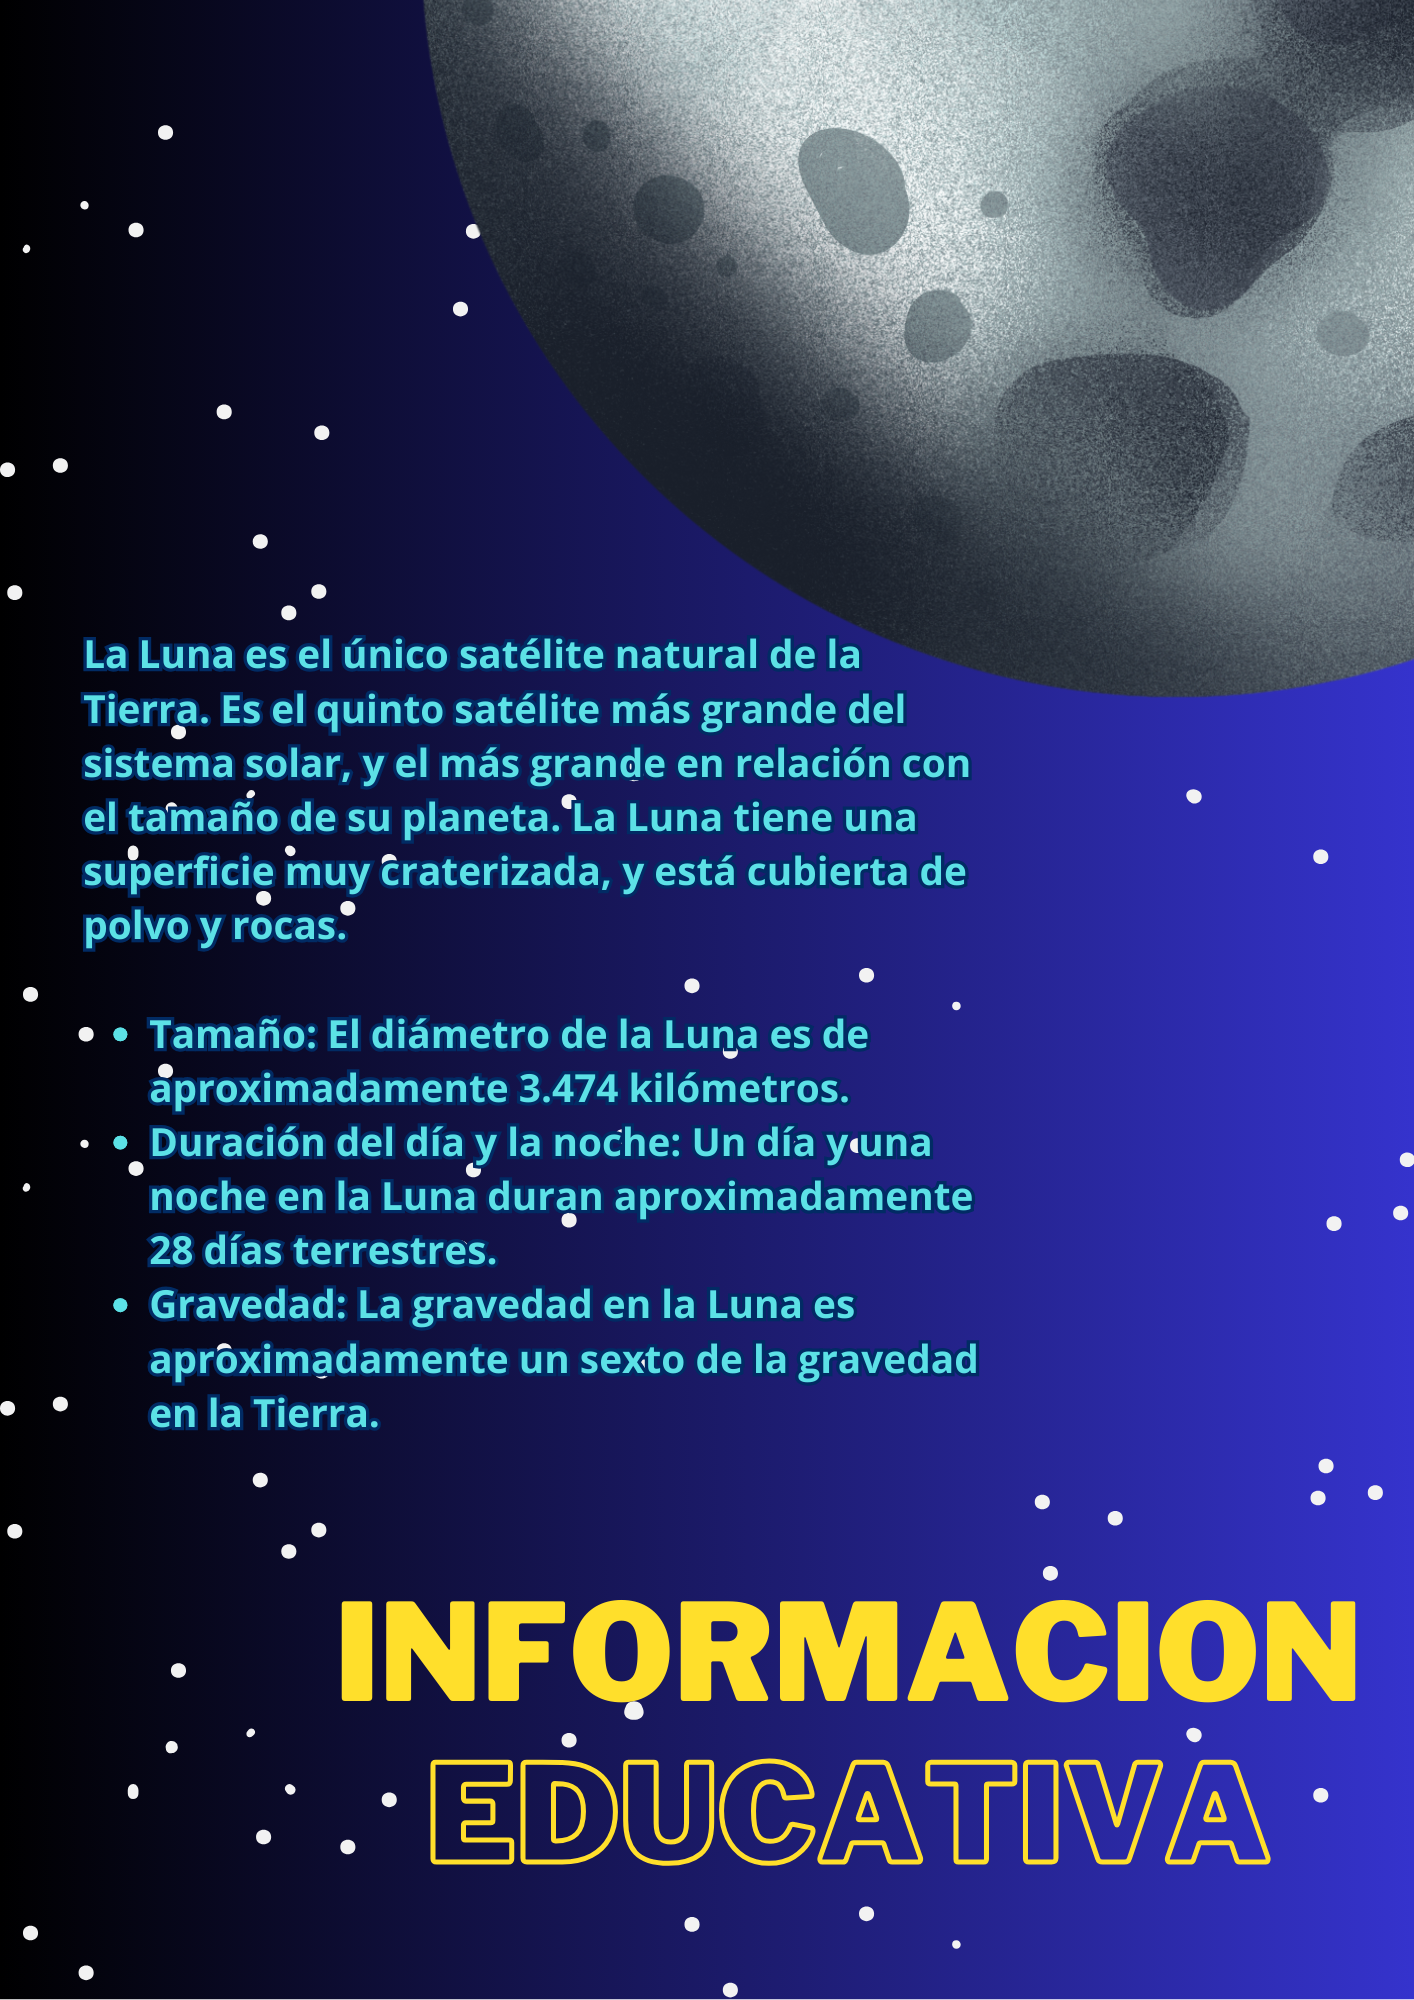 La Luna es el único satélite natural de la
Tierra. Es el quinto satélite más grande del
sistema solar, y el más grande en relación con
el tamaño de su planeta. La Luna tiene una
superficie muy craterizada, y está cubierta de
polvo y rocas.
• Tamaño: El diámetro de la Luna es de
aproximadamente 3.474 kilómetros.
• Duración del día y la noche: Un día y una
noche en la Luna duran aproximadamente
28 días terrestres.
• Gravedad: La gravedad en la Luna es
aproximadamente un sexto de la gravedad
en la Tierra.
INFORMACION
EDUCATIVA